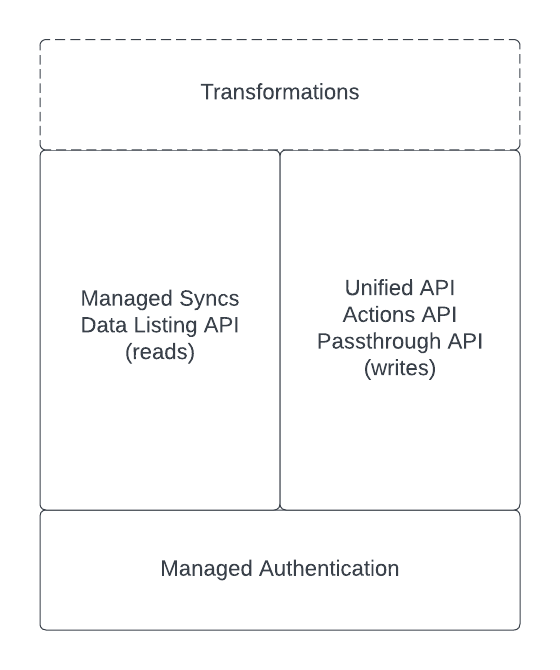 Transformations
Managed Syncs
Data Listing API
(reads)
Unified API
Actions API
Passthrough API
(writes)
Managed Authentication